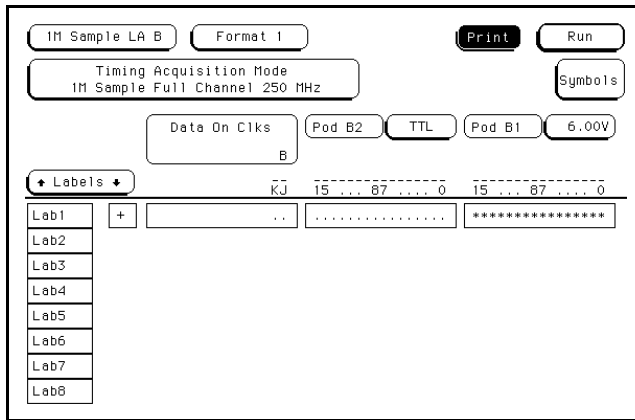 1M Sample LA B Format 1 Print Run
Timing Acquisition Mode
1M Sample Full Channel 250 MHz
Symbols
Data On Clks Pod B2 TTL Pod B1 6.00V
B
↑ Labels ↓ KJ 15 ... 87 .... 0 15 ... 87 .... 0
Lab1 + .. ................ ****************
Lab2
Lab3
Lab4
Lab5
Lab6
Lab7
Lab8